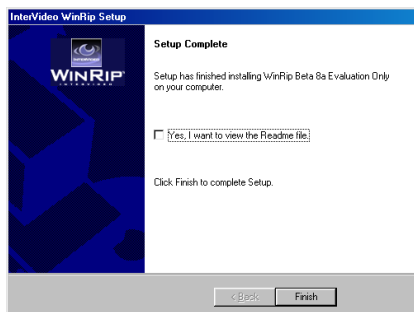 InterVideo WinRip Setup
WINRIP
INTERVIDEO
Setup Complete
Setup has finished installing WinRip Beta 8a Evaluation Only
on your computer.
Yes, I want to view the Readme file.
Click Finish to complete Setup.
< Back
Finish